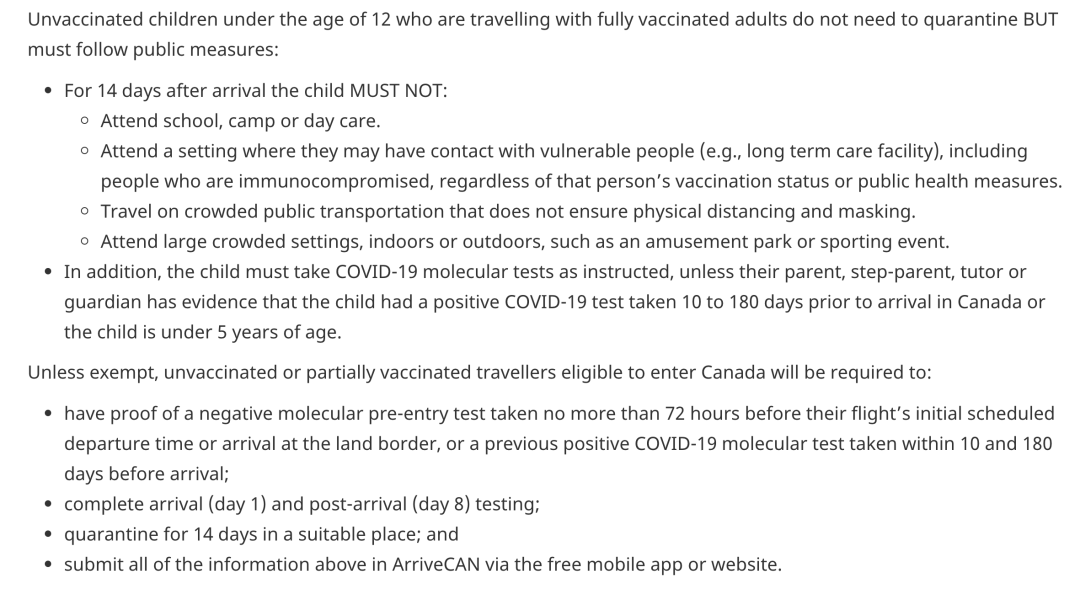 Unvaccinated children under the age of 12 who are travelling with fully vaccinated adults do not need to quarantine BUT
must follow public measures:
• For 14 days after arrival the child MUST NOT:
◦ Attend school, camp or day care.
◦ Attend a setting where they may have contact with vulnerable people (e.g., long term care facility), including
people who are immunocompromised, regardless of that person’s vaccination status or public health measures.
◦ Travel on crowded public transportation that does not ensure physical distancing and masking.
◦ Attend large crowded settings, indoors or outdoors, such as an amusement park or sporting event.
• In addition, the child must take COVID-19 molecular tests as instructed, unless their parent, step-parent, tutor or
guardian has evidence that the child had a positive COVID-19 test taken 10 to 180 days prior to arrival in Canada or
the child is under 5 years of age.
Unless exempt, unvaccinated or partially vaccinated travellers eligible to enter Canada will be required to:
• have proof of a negative molecular pre-entry test taken no more than 72 hours before their flight’s initial scheduled
departure time or arrival at the land border, or a previous positive COVID-19 molecular test taken within 10 and 180
days before arrival;
• complete arrival (day 1) and post-arrival (day 8) testing;
• quarantine for 14 days in a suitable place; and
• submit all of the information above in ArriveCAN via the free mobile app or website.